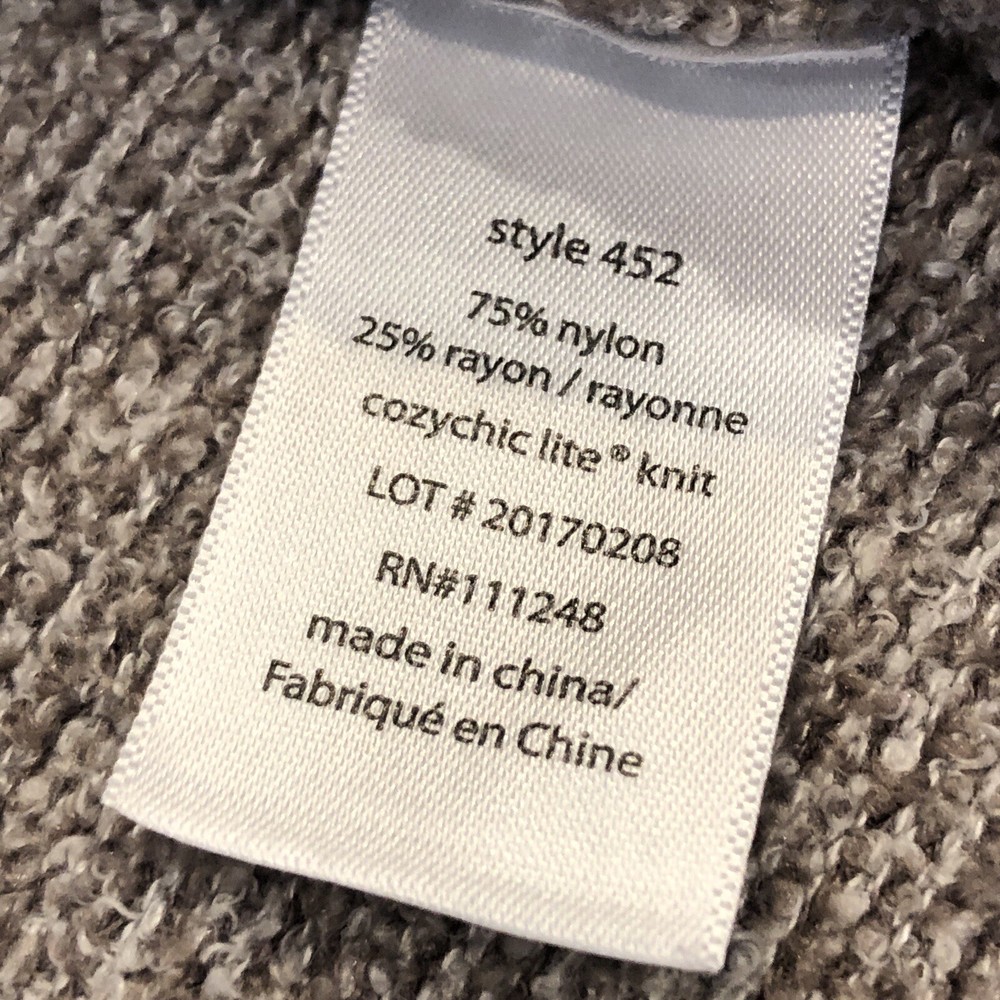 style 452
75% nylon
25% rayon / rayonne
cozychic lite® knit
LOT # 20170208
RN#111248
made in china/
Fabriqué en Chine